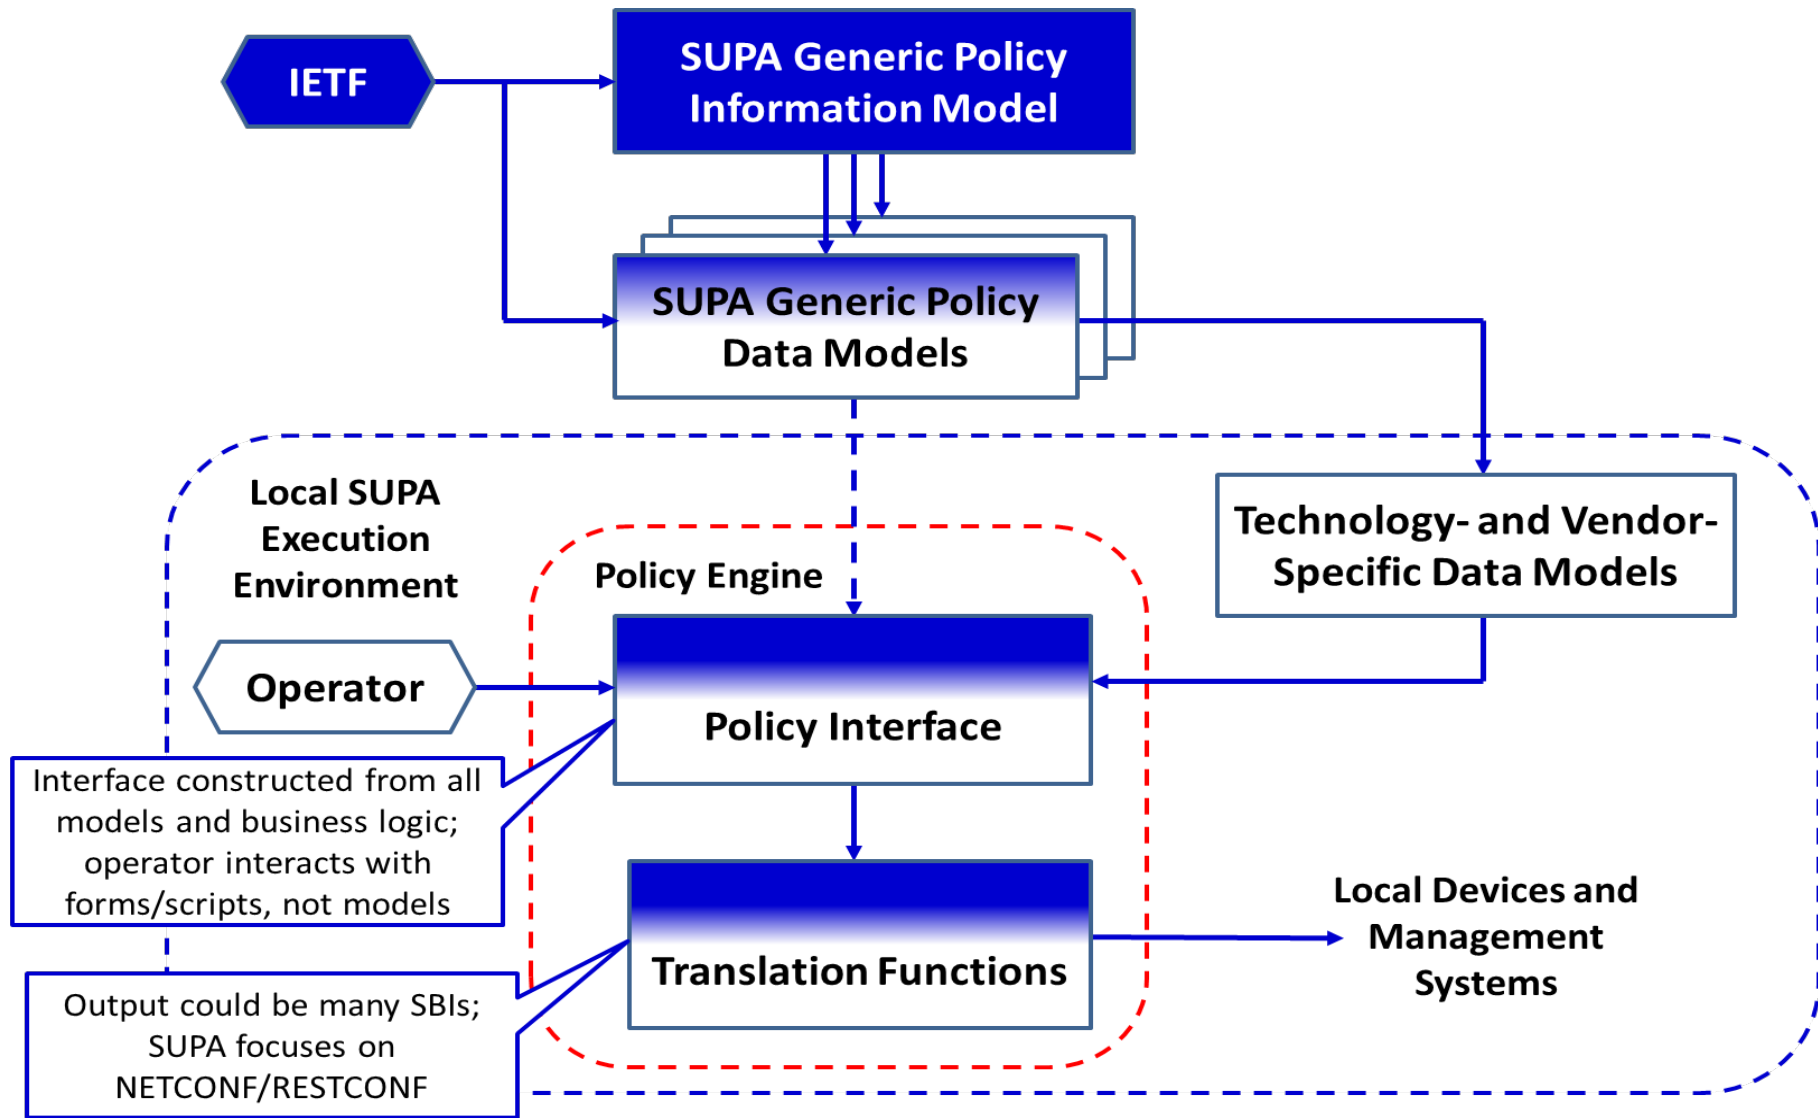 IETF
SUPA Generic Policy
Information Model
SUPA Generic Policy
Data Models
Local SUPA
Execution
Environment
Policy Engine
Technology- and Vendor-
Specific Data Models
Operator
Policy Interface
Interface constructed from all
models and business logic;
operator interacts with
forms/scripts, not models
Translation Functions
Local Devices and
Management
Systems
Output could be many SBIs;
SUPA focuses on
NETCONF/RESTCONF